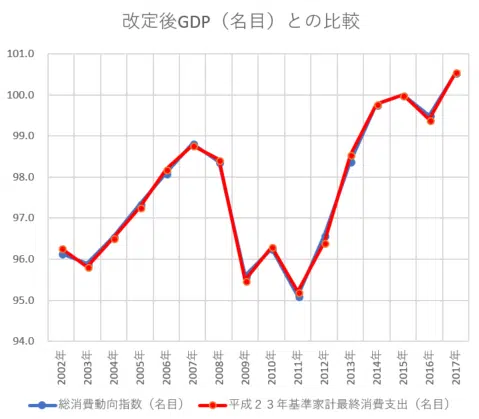 改定後GDP（名目）との比較
101.0
100.0
99.0
98.0
97.0
96.0
95.0
94.0
2002年
2003年
2004年
2005年
2006年
2007年
2008年
2009年
2010年
2011年
2012年
2013年
2014年
2015年
2016年
2017年
総消費動向指数（名目） 平成２３年基準家計最終消費支出（名目）